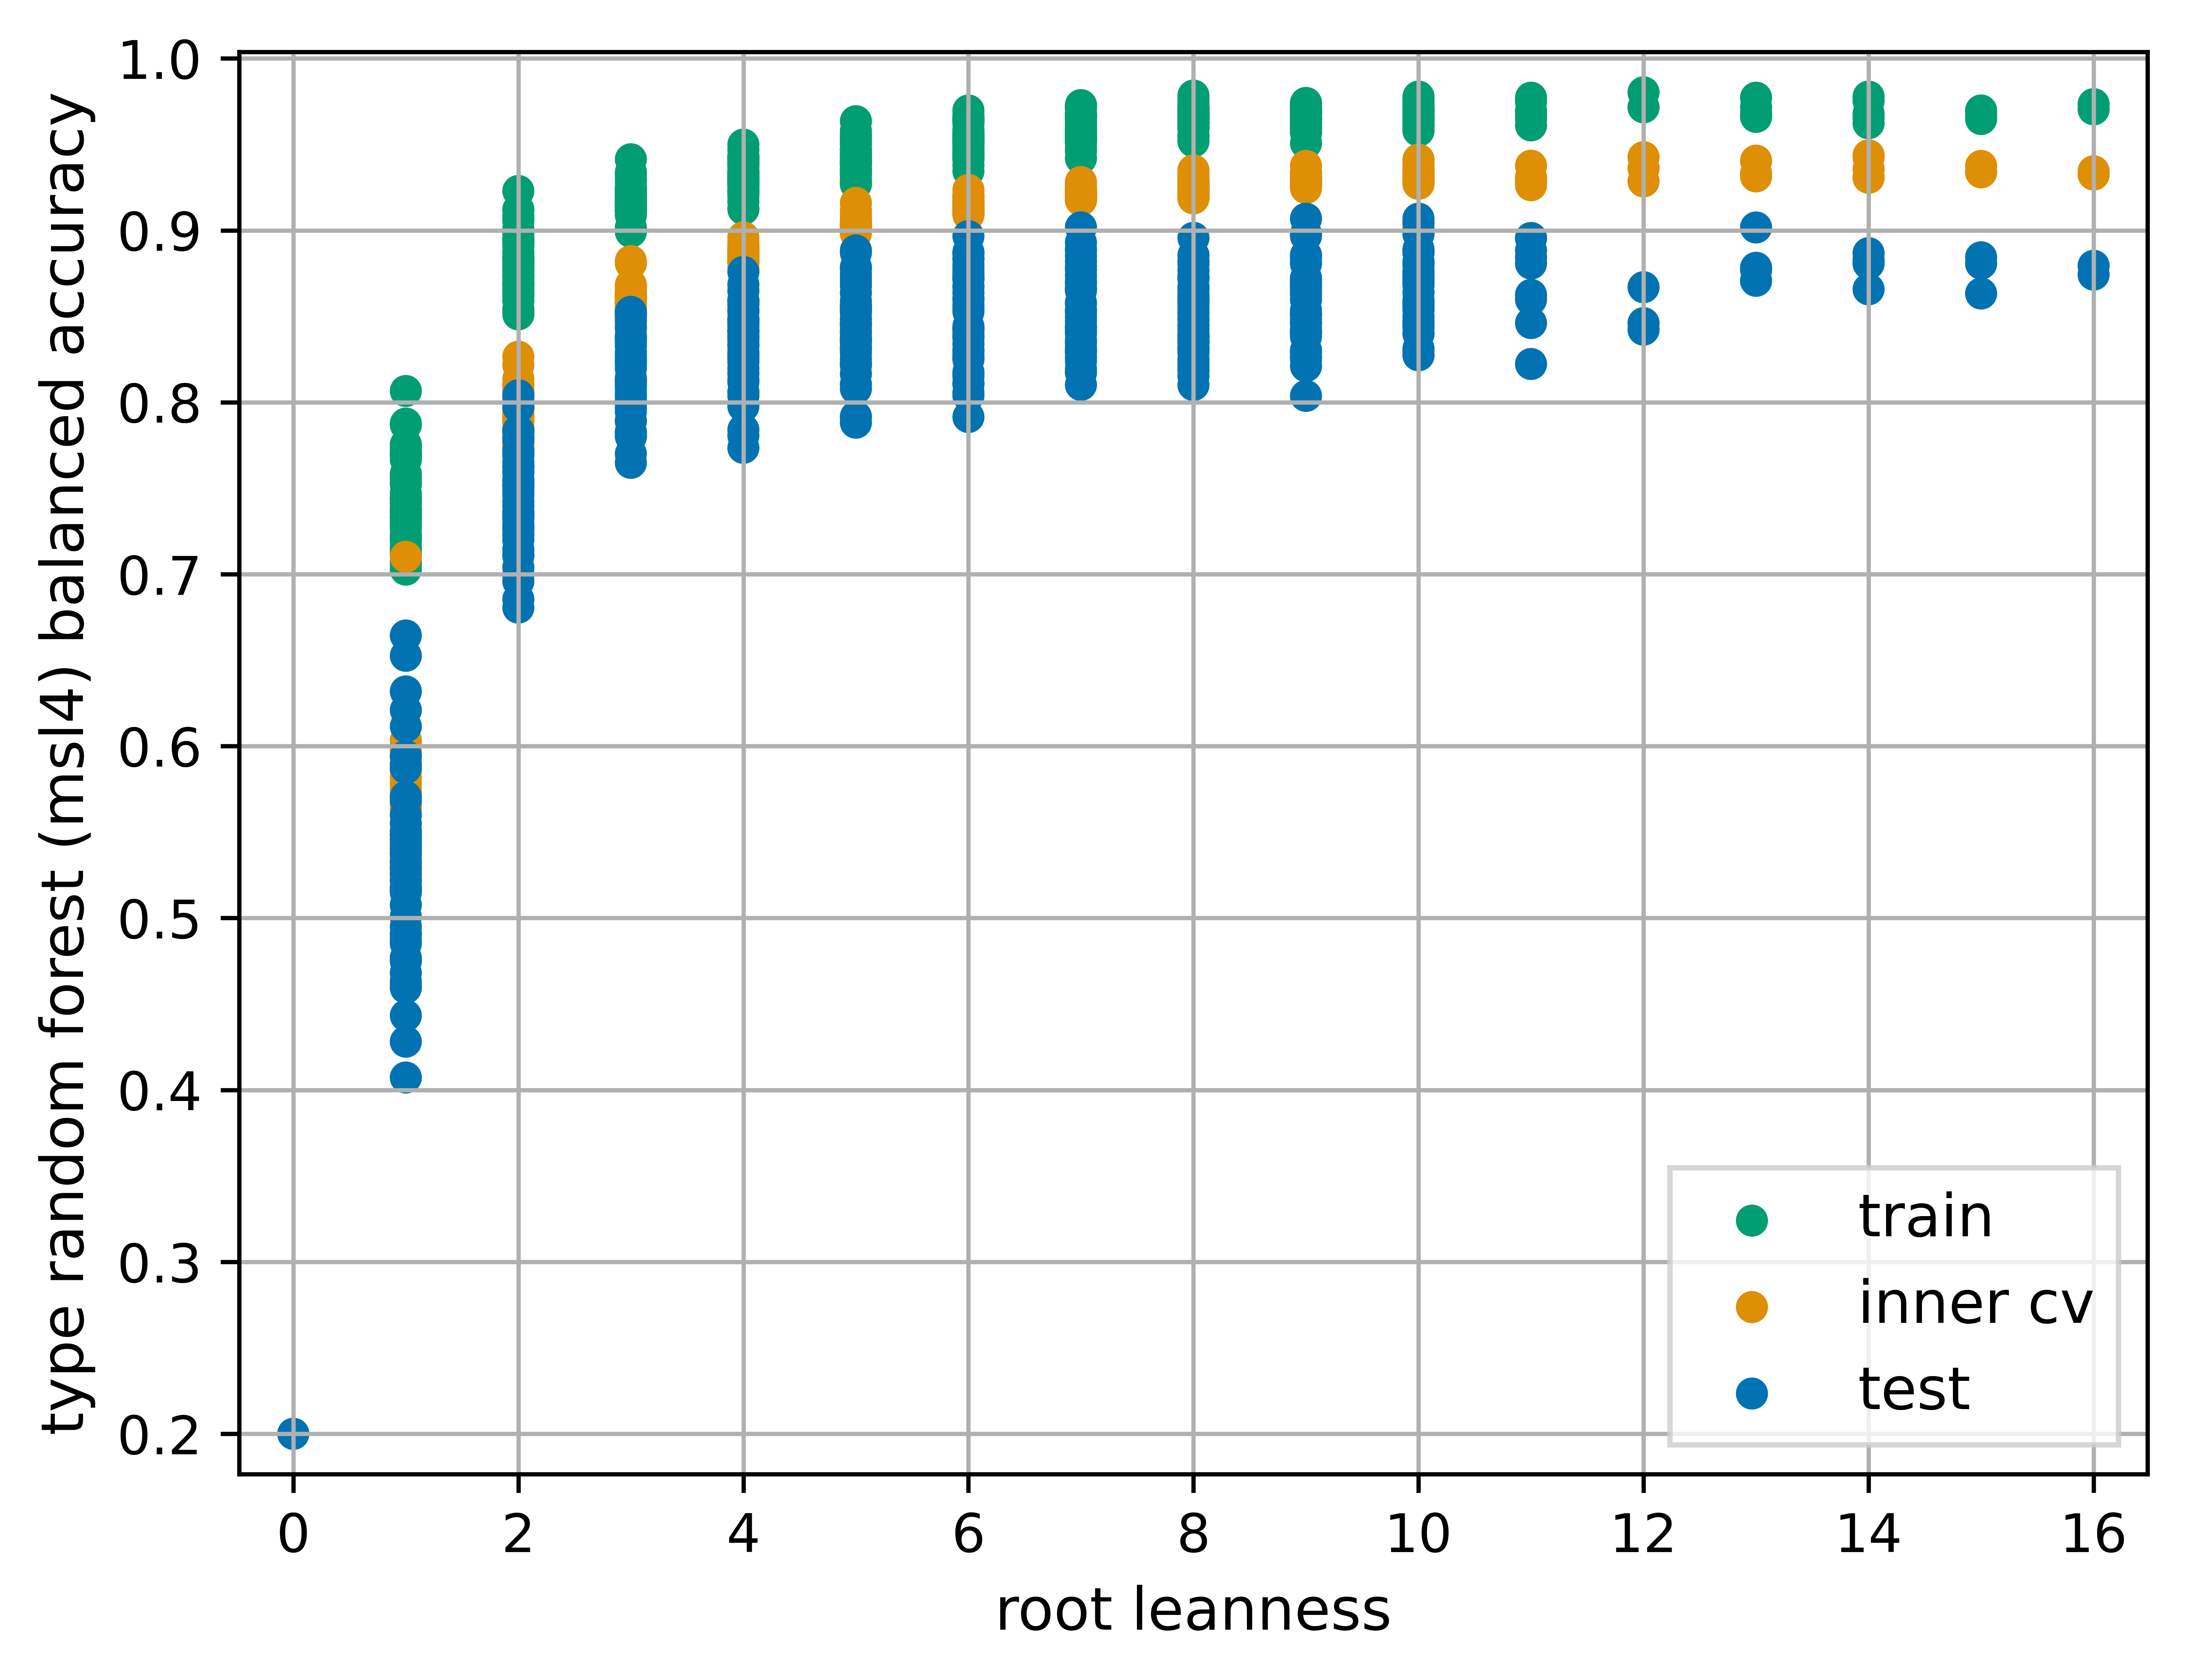 type random forest (msl4) balanced accuracy
1.0
0.9
0.8
0.7
0.6
0.5
0.4
0.3
0.2
train
inner cv
test
0 2 4 6 8 10 12 14 16
root leanness